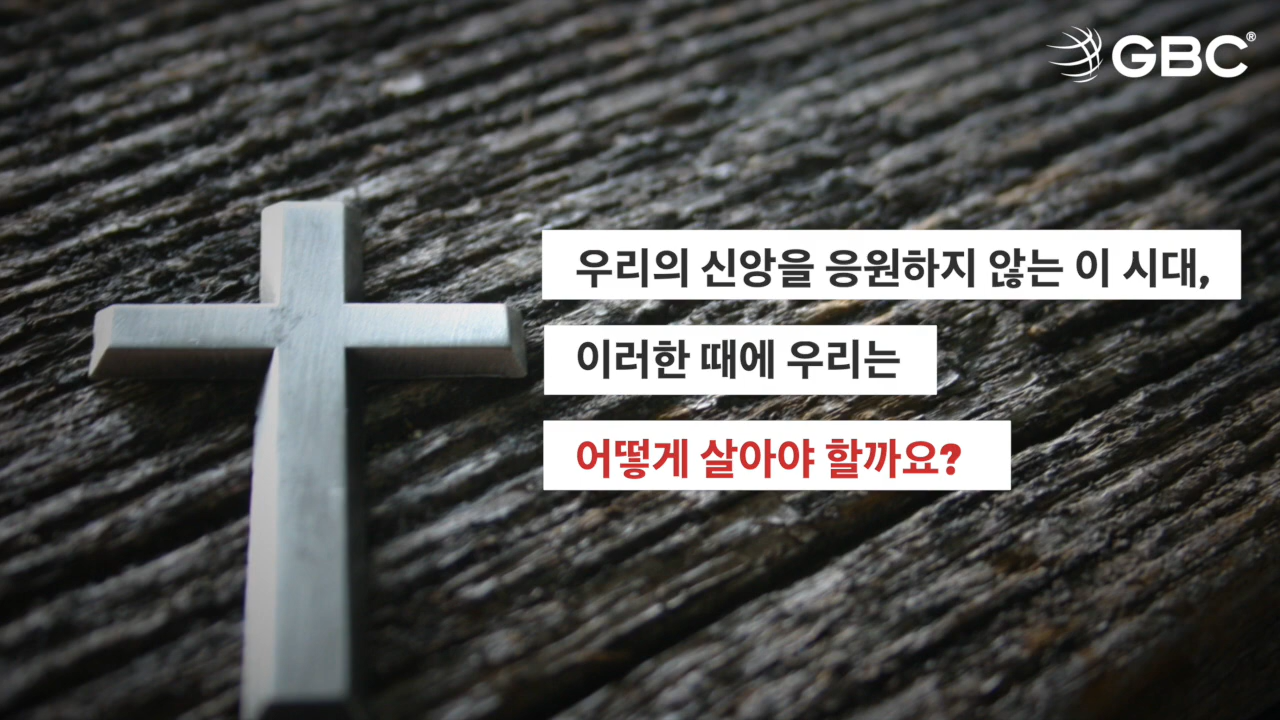 GBC®
우리의 신앙을 응원하지 않는 이 시대,
이러한 때에 우리는
어떻게 살아야 할까요?